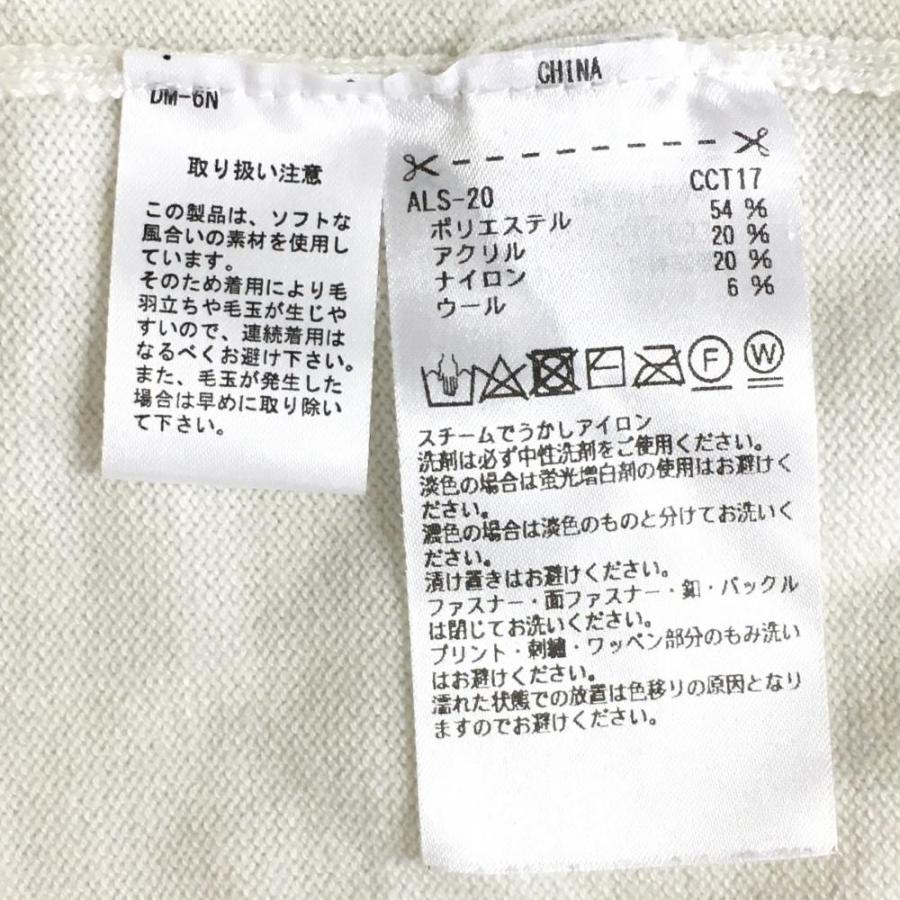 DM-6N
取り扱い注意
この製品は、ソフトな
風合いの素材を使用し
ています。
そのため着用により毛
羽立ちや毛玉が生じや
すいので、連続着用は
なるべくお避け下さい。
また、毛玉が発生した
場合は早めに取り除い
て下さい。
CHINA
ALS-20 CCT17
ポリエステル 54 %
アクリル 20 %
ナイロン 20 %
ウール 6 %
F W
スチームでうかしアイロン
洗剤は必ず中性洗剤をご使用ください。
淡色の場合は蛍光増白剤の使用はお避けく
ださい。
濃色の場合は淡色のものと分けてお洗いく
ださい。
漬け置きはお避けください。
ファスナー・面ファスナー・釦・バックル
は閉じてお洗いください。
プリント・刺繍・ワッペン部分のもみ洗い
はお避けください。
濡れた状態での放置は色移りの原因となり
ますのでお避けください。